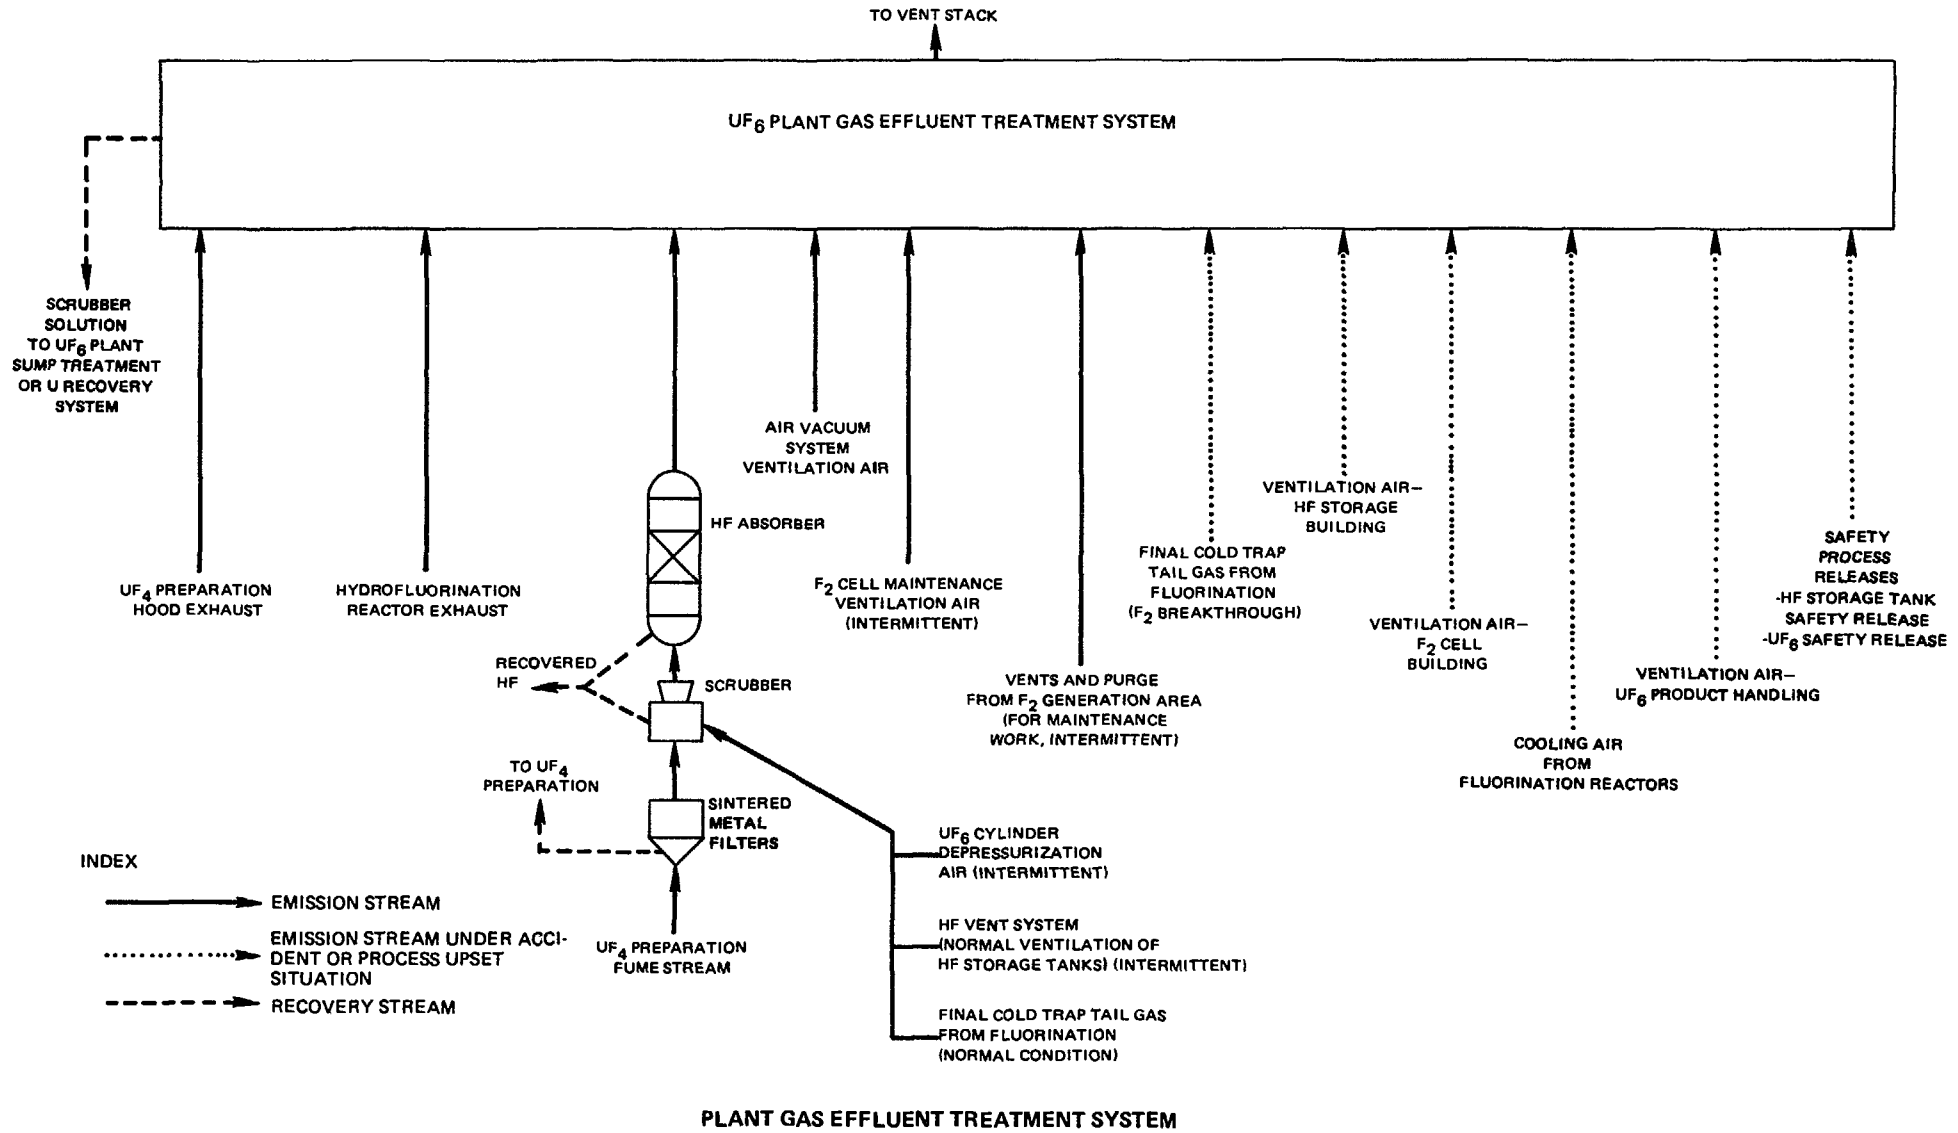 TO VENT STACK
UF6 PLANT GAS EFFLUENT TREATMENT SYSTEM
SCRUBBER
SOLUTION
TO UF6 PLANT
SUMP TREATMENT
OR U RECOVERY
SYSTEM
UF4 PREPARATION
HOOD EXHAUST
HYDROFLUORINATION
REACTOR EXHAUST
HF ABSORBER
RECOVERED
HF
SCRUBBER
TO UF4
PREPARATION
SINTERED
METAL
FILTERS
UF4 PREPARATION
FUME STREAM
AIR VACUUM
SYSTEM
VENTILATION AIR
F2 CELL MAINTENANCE
VENTILATION AIR
(INTERMITTENT)
VENTS AND PURGE
FROM F2 GENERATION AREA
(FOR MAINTENANCE
WORK, INTERMITTENT)
FINAL COLD TRAP
TAIL GAS FROM
FLUORINATION
(F2 BREAKTHROUGH)
VENTILATION AIR–
HF STORAGE
BUILDING
VENTILATION AIR–
F2 CELL
BUILDING
COOLING AIR
FROM
FLUORINATION REACTORS
VENTILATION AIR–
UF6 PRODUCT HANDLING
SAFETY
PROCESS
RELEASES
-HF STORAGE TANK
SAFETY RELEASE
-UF6 SAFETY RELEASE
UF6 CYLINDER
DEPRESSURIZATION
AIR (INTERMITTENT)
HF VENT SYSTEM
(NORMAL VENTILATION OF
HF STORAGE TANKS) (INTERMITTENT)
FINAL COLD TRAP TAIL GAS
FROM FLUORINATION
(NORMAL CONDITION)
INDEX
EMISSION STREAM
EMISSION STREAM UNDER ACCI-
DENT OR PROCESS UPSET
SITUATION
RECOVERY STREAM
PLANT GAS EFFLUENT TREATMENT SYSTEM